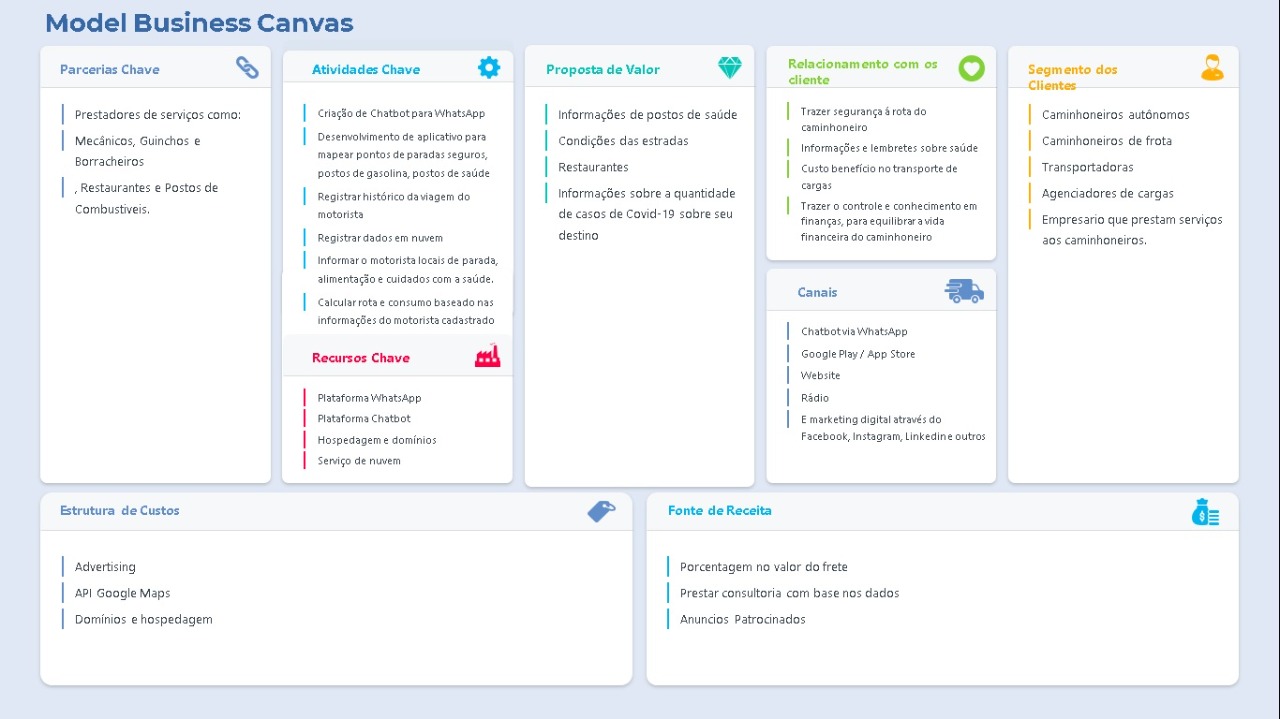 Model Business Canvas
Parcerias Chave
Prestadores de serviços como:
Mecânicos, Guinchos e
Borracheiros
, Restaurantes e Postos de
Combustiveis.
Atividades Chave
Criação de Chatbot para WhatsApp
Desenvolvimento de aplicativo para
mapear pontos de paradas seguros,
postos de gasolina, postos de saúde
Registrar histórico da viagem do
motorista
Registrar dados em nuvem
Informar o motorista locais de parada,
alimentação e cuidados com a saúde.
Calcular rota e consumo baseado nas
informações do motorista cadastrado
Recursos Chave
Plataforma WhatsApp
Plataforma Chatbot
Hospedagem e domínios
Serviço de nuvem
Proposta de Valor
Informações de postos de saúde
Condições das estradas
Restaurantes
Informações sobre a quantidade
de casos de Covid-19 sobre seu
destino
Relacionamento com os
cliente
Trazer segurança á rota do
caminhoneiro
Informações e lembretes sobre saúde
Custo benefício no transporte de
cargas
Trazer o controle e conhecimento em
finanças, para equilibrar a vida
financeira do caminhoneiro
Canais
Chatbot via WhatsApp
Google Play / App Store
Website
Rádio
E marketing digital através do
Facebook, Instagram, Linkedin e outros
Segmento dos
Clientes
Caminhoneiros autônomos
Caminhoneiros de frota
Transportadoras
Agenciadores de cargas
Empresario que prestam serviços
aos caminhoneiros.
Estrutura de Custos
Advertising
API Google Maps
Domínios e hospedagem
Fonte de Receita
Porcentagem no valor do frete
Prestar consultoria com base nos dados
Anuncios Patrocinados